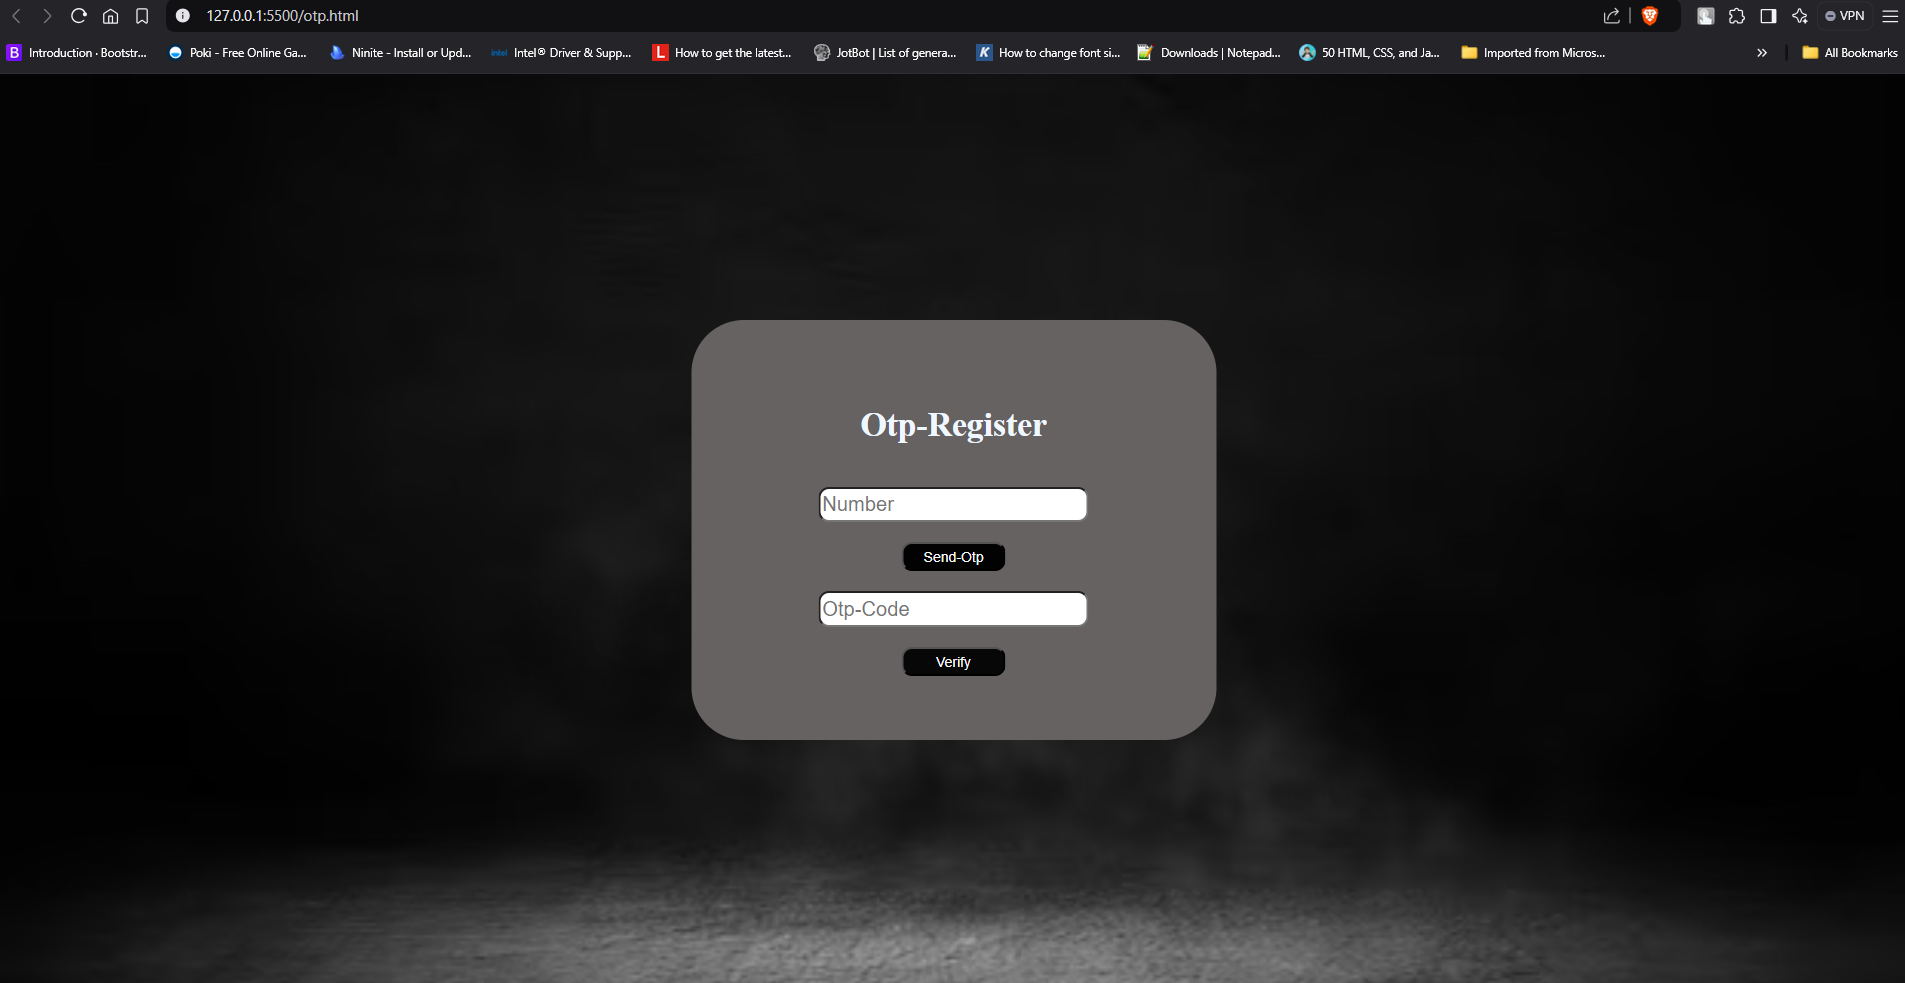 127.0.0.1:5500/otp.html
VPN
B Introduction · Bootstr...
Poki - Free Online Ga...
Ninite - Install or Upd...
intel Intel® Driver & Supp...
L How to get the latest...
JotBot | List of genera...
K How to change font si...
Downloads | Notepad...
50 HTML, CSS, and Ja...
Imported from Micros...
All Bookmarks
Otp-Register
Number
Send-Otp
Otp-Code
Verify